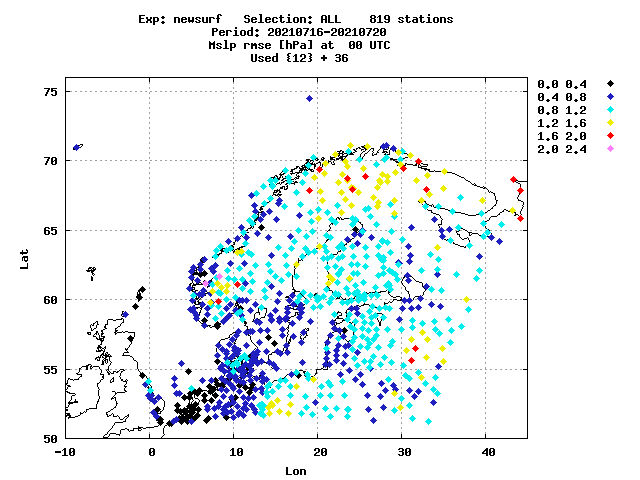 Exp: newsurf   Selection: ALL    819 stations
Period: 20210716-20210720
Mslp rmse [hPa] at  00 UTC
Used {12} + 36
0.0 0.4
0.4 0.8
0.8 1.2
1.2 1.6
1.6 2.0
2.0 2.4
75
70
65
60
55
50
Lat
-10 0 10 20 30 40
Lon